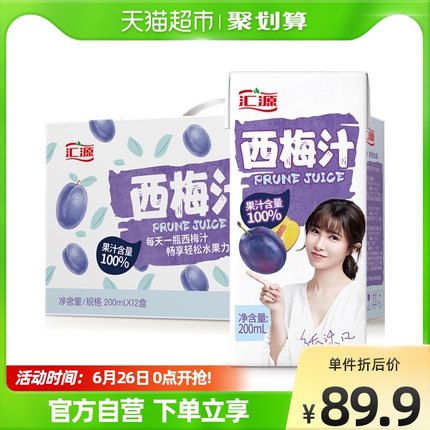 天猫超市 聚划算
汇源
西梅汁
PRUNE JUICE
果汁含量
100%
每天一瓶西梅汁
畅享轻松水果力
净含量/规格 200mLX12盒
汇源
西梅汁
PRUNE JUICE
果汁含量
100%
净含量:
200mL
活动时间: 6月26日 0点开抢!
官方自营 下单立享
单件折后价
¥89.9